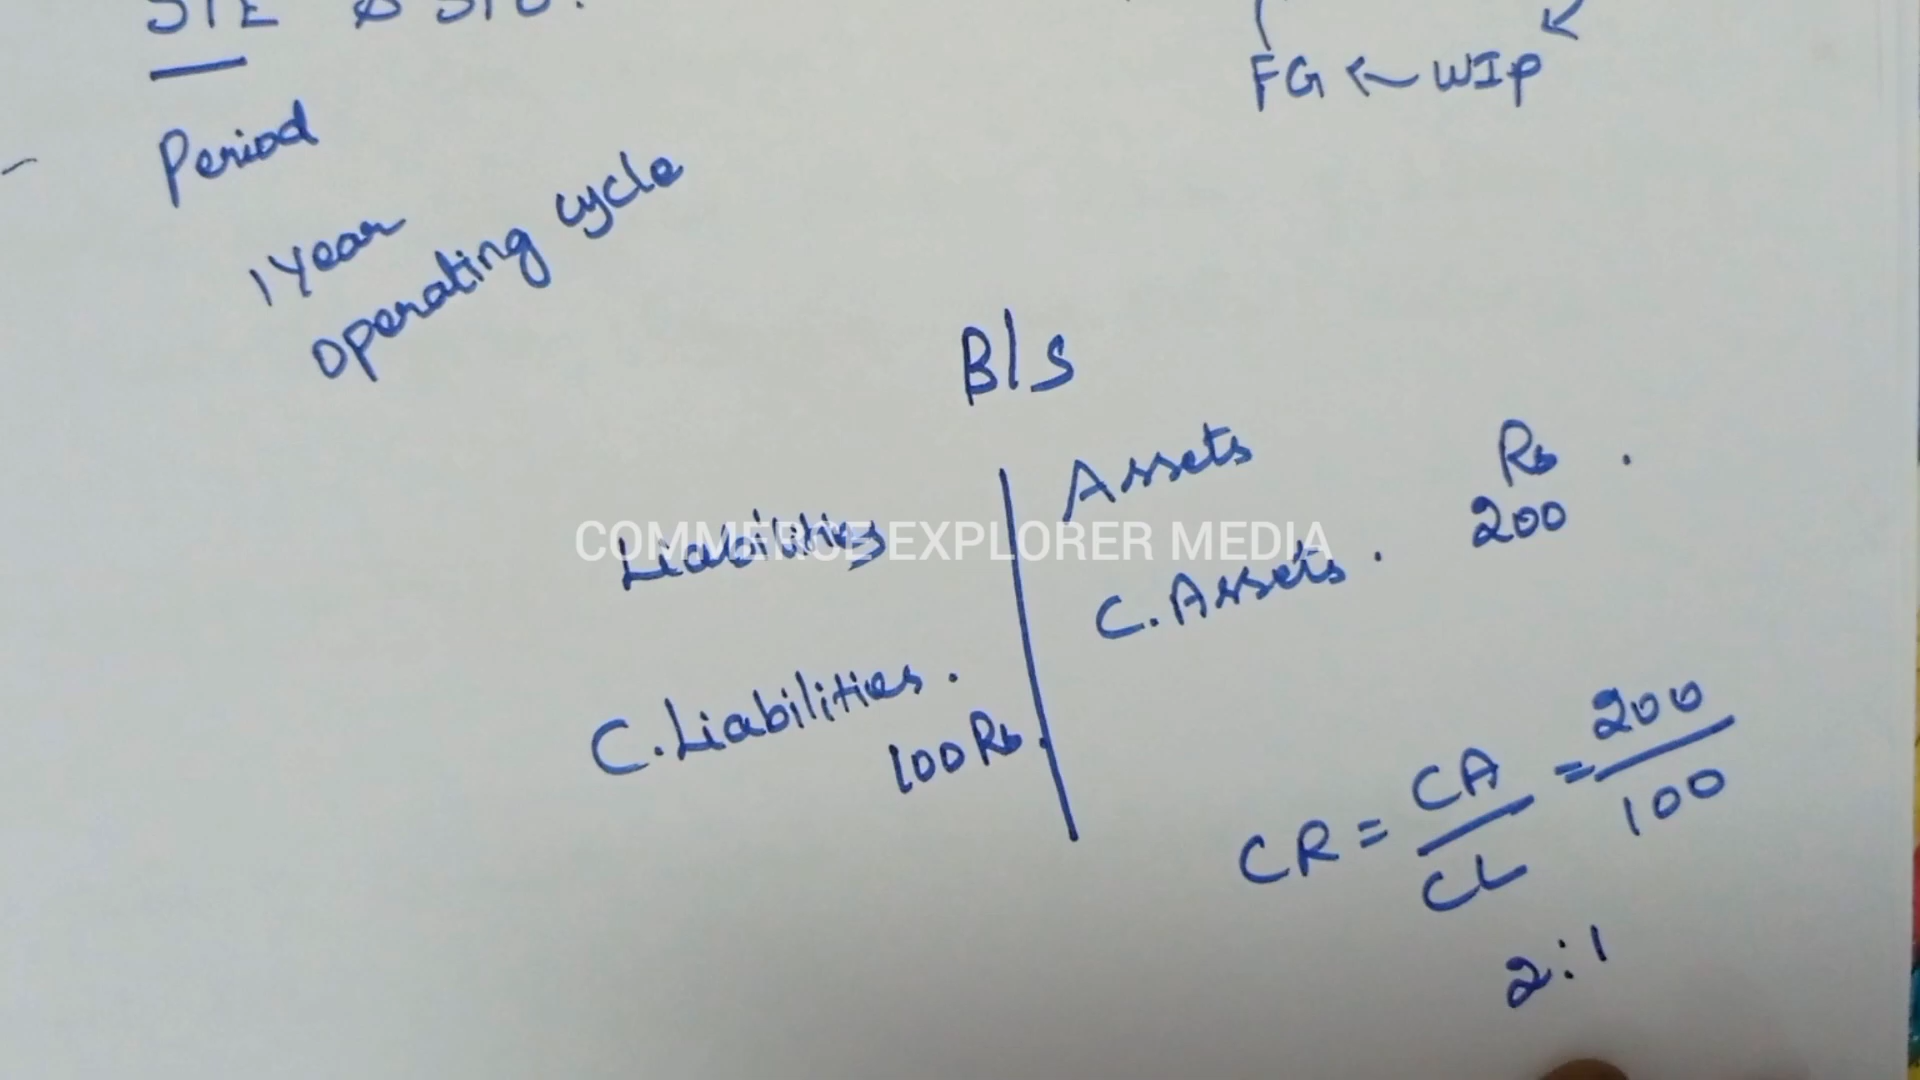 FG ← WIP
Period
1 Year
Operating cycle
B/S
Liabilities
Assets
Rs
C. Assets.
200
C. Liabilities.
100 Rs.
CR = CA/CL = 200/100
2:1
COMMERCE EXPLORER MEDIA